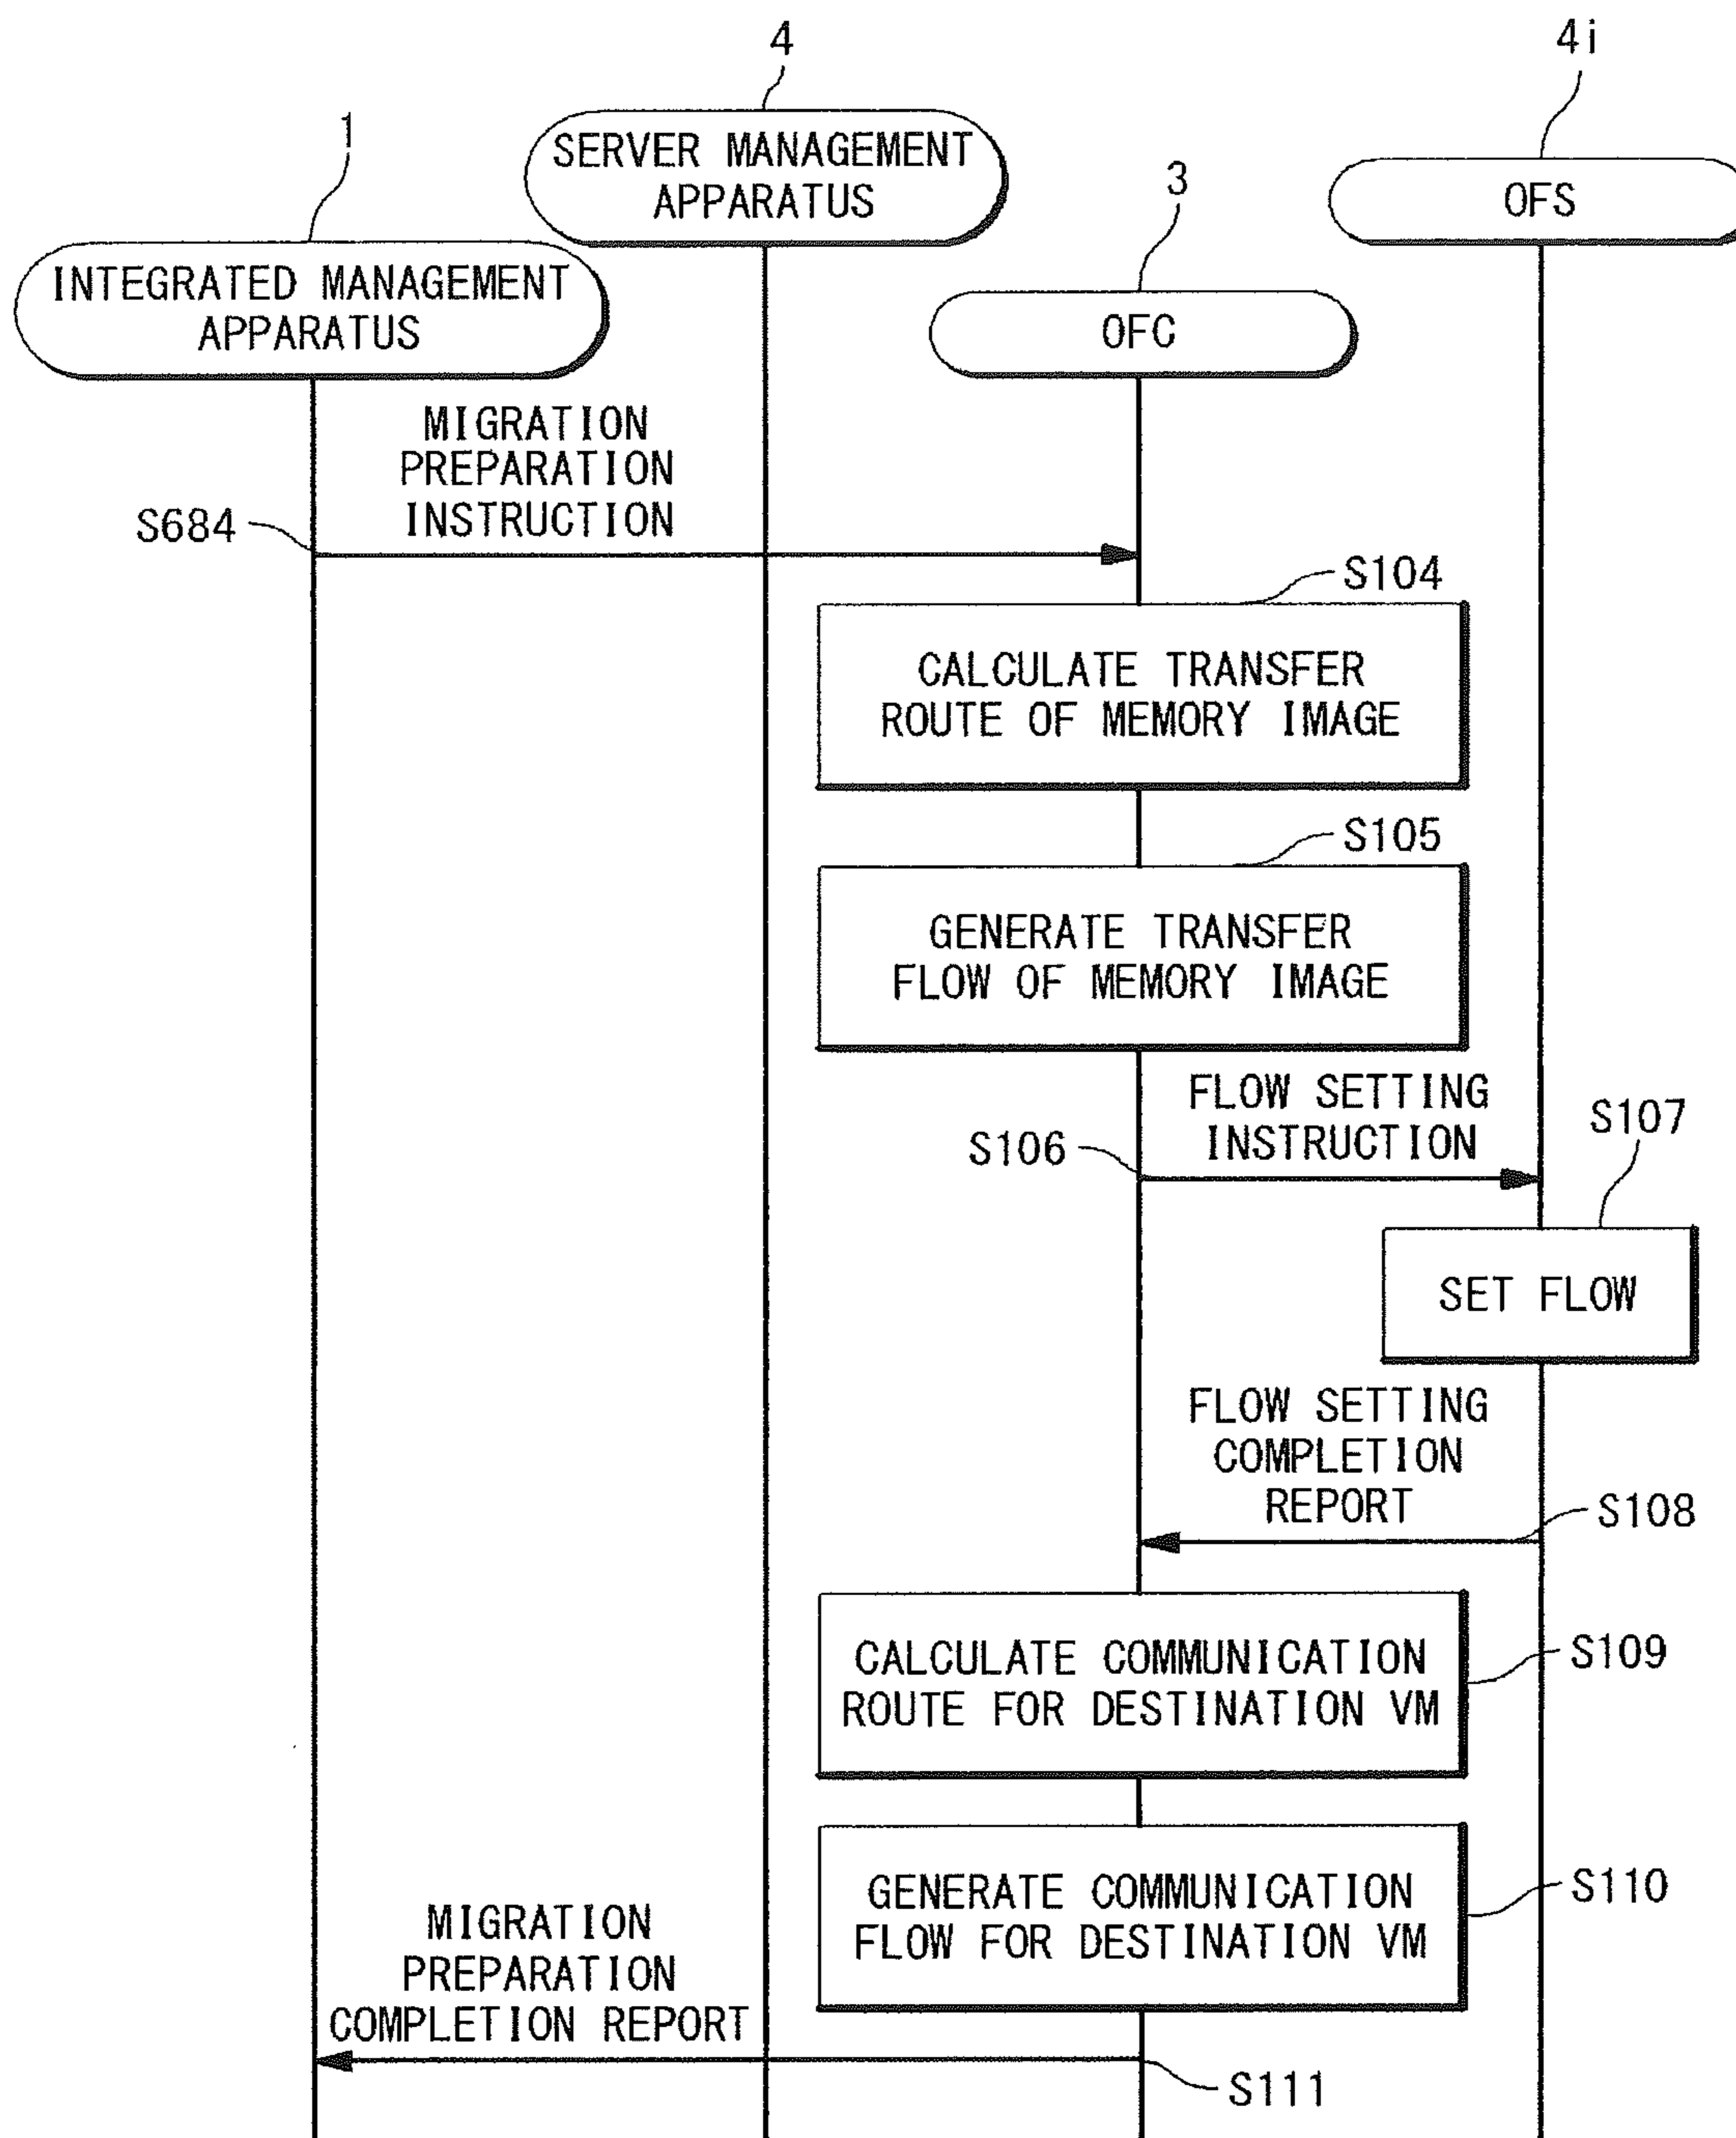 4
4i
1
SERVER MANAGEMENT
APPARATUS
3
OFS
INTEGRATED MANAGEMENT
APPARATUS
OFC
MIGRATION
PREPARATION
INSTRUCTION
S684
S104
CALCULATE TRANSFER
ROUTE OF MEMORY IMAGE
S105
GENERATE TRANSFER
FLOW OF MEMORY IMAGE
FLOW SETTING
INSTRUCTION
S106
S107
SET FLOW
FLOW SETTING
COMPLETION
REPORT
S108
CALCULATE COMMUNICATION
ROUTE FOR DESTINATION VM
S109
GENERATE COMMUNICATION
FLOW FOR DESTINATION VM
S110
MIGRATION
PREPARATION
COMPLETION REPORT
S111